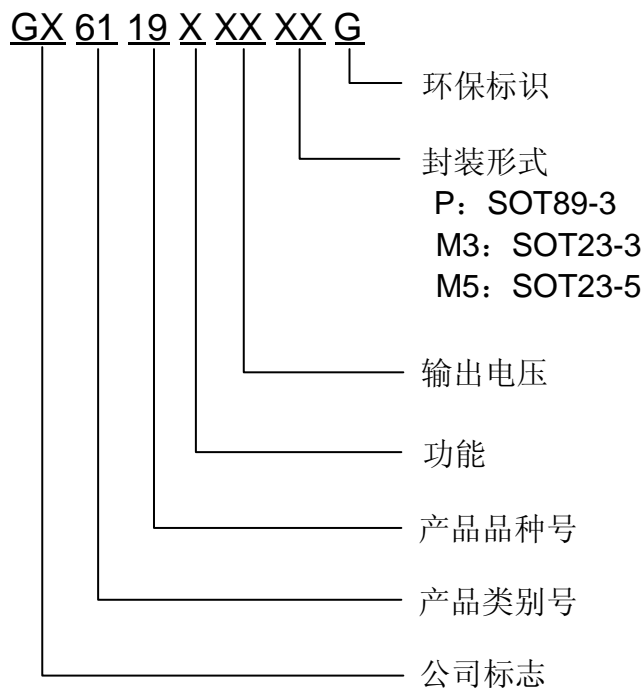 GX 61 19 X XX XX G
环保标识
封装形式
P：SOT89-3
M3：SOT23-3
M5：SOT23-5
输出电压
功能
产品品种号
产品类别号
公司标志